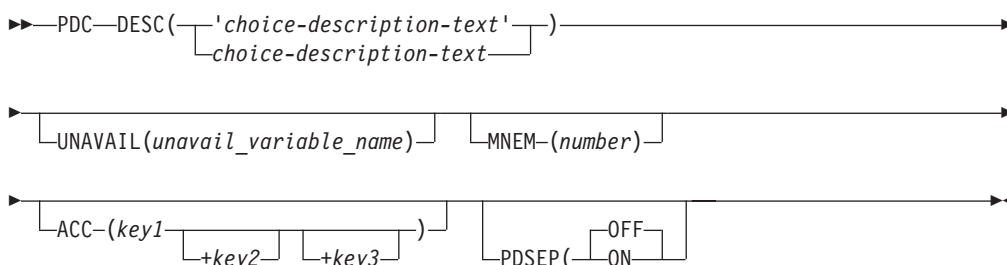 PDC DESC( 'choice-description-text' )
choice-description-text
UNAVAIL(unavail_variable_name) MNEM (number)
OFF
ACC (key1 )
+key2 +key3 PDSEP( ON